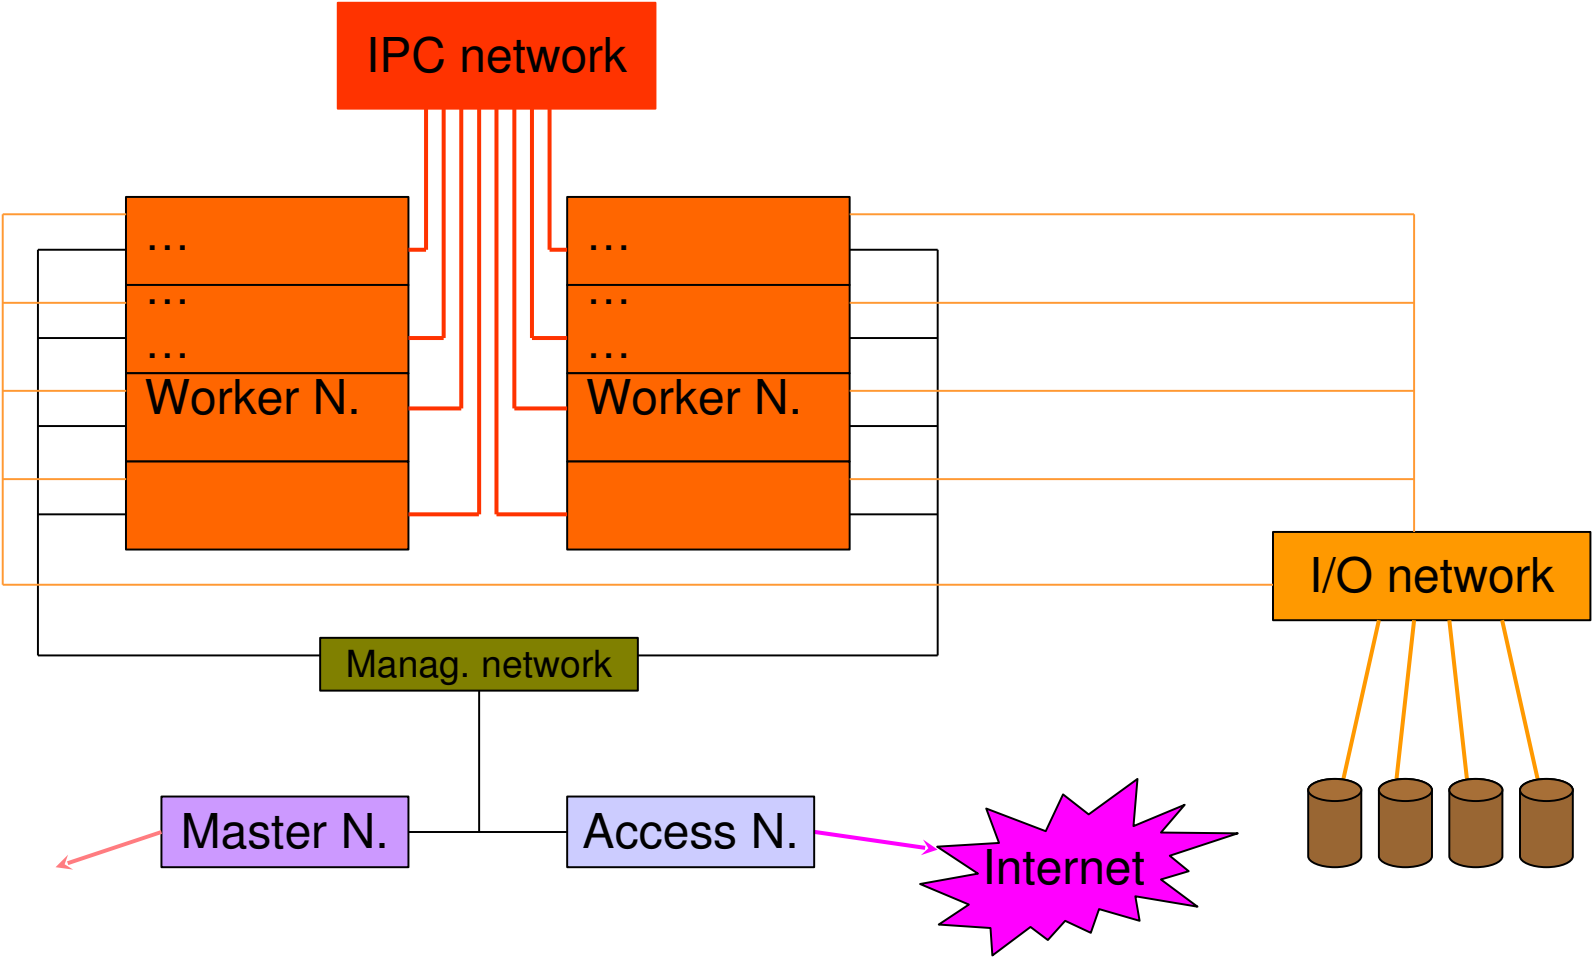 IPC network
…
…
…
Worker N.
…
…
…
Worker N.
I/O network
Manag. network
Master N.
Access N.
Internet